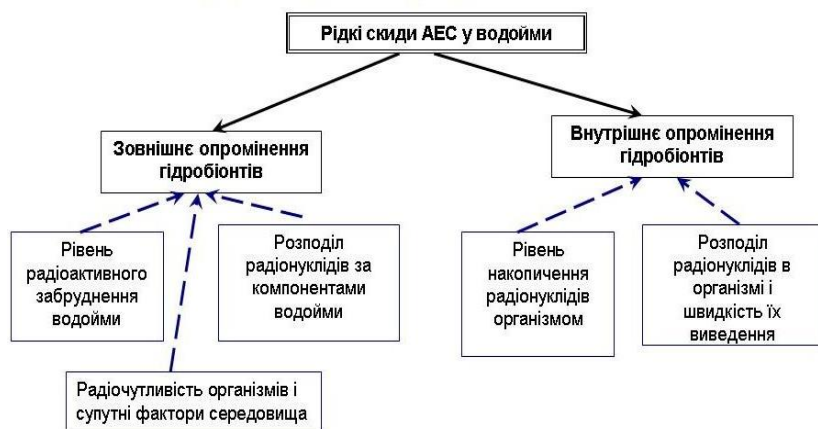 Рідкі скиди АЕС у водойми
Зовнішнє опромінення
гідробіонтів
Внутрішнє опромінення
гідробіонтів
Рівень
радіоактивного
забруднення
водойми
Розподіл
радіонуклідів за
компонентами
водойми
Рівень
накопичення
радіонуклідів
організмом
Розподіл
радіонуклідів в
організмі і
швидкість їх
виведення
Радіочутливість організмів і
супутні фактори середовища